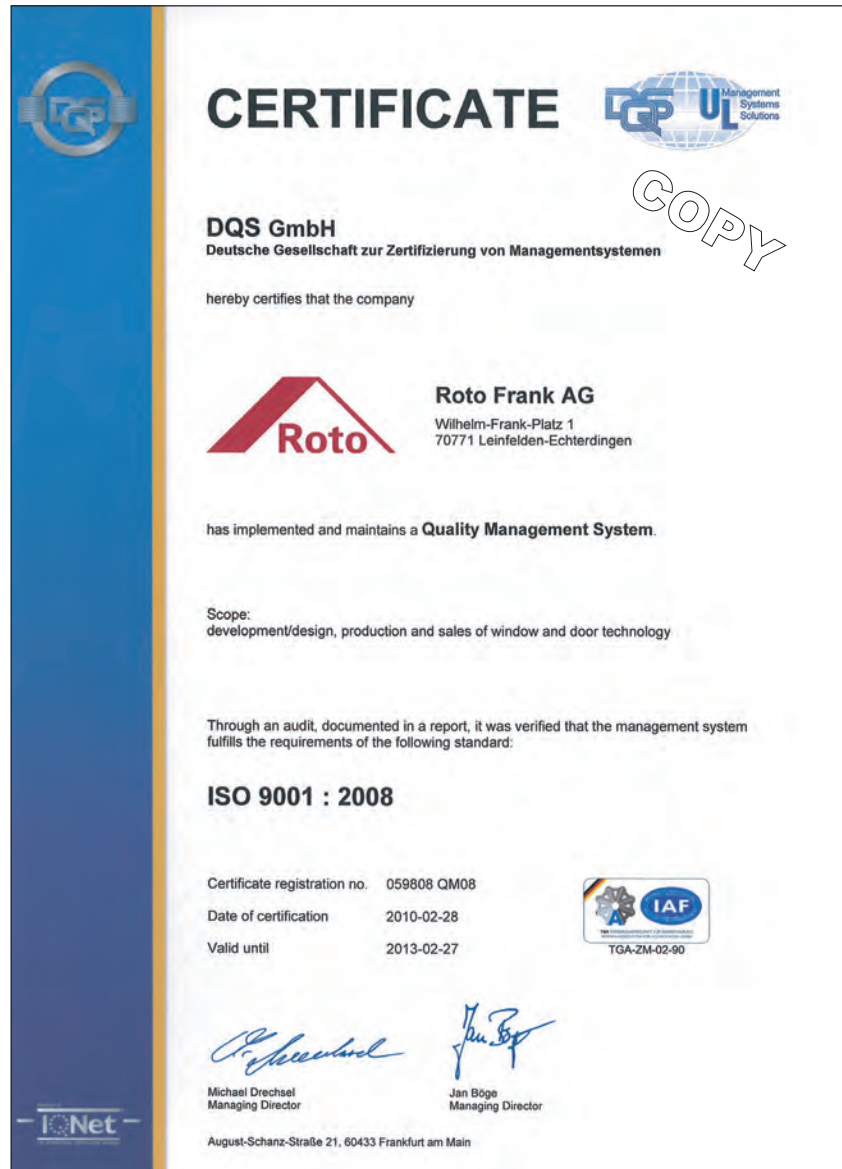 DQS
CERTIFICATE
DQS
UL
Management
Systems
Solutions
COPY
DQS GmbH
Deutsche Gesellschaft zur Zertifizierung von Managementsystemen
hereby certifies that the company
Roto
Roto Frank AG
Wilhelm-Frank-Platz 1
70771 Leinfelden-Echterdingen
has implemented and maintains a Quality Management System.
Scope:
development/design, production and sales of window and door technology
Through an audit, documented in a report, it was verified that the management system
fulfills the requirements of the following standard:
ISO 9001 : 2008
Certificate registration no. 059808 QM08
Date of certification 2010-02-28
Valid until 2013-02-27
IAF
TGA-ZM-02-90
Michael Drechsel
Managing Director
Jan Böge
Managing Director
IQNet
August-Schanz-Straße 21, 60433 Frankfurt am Main